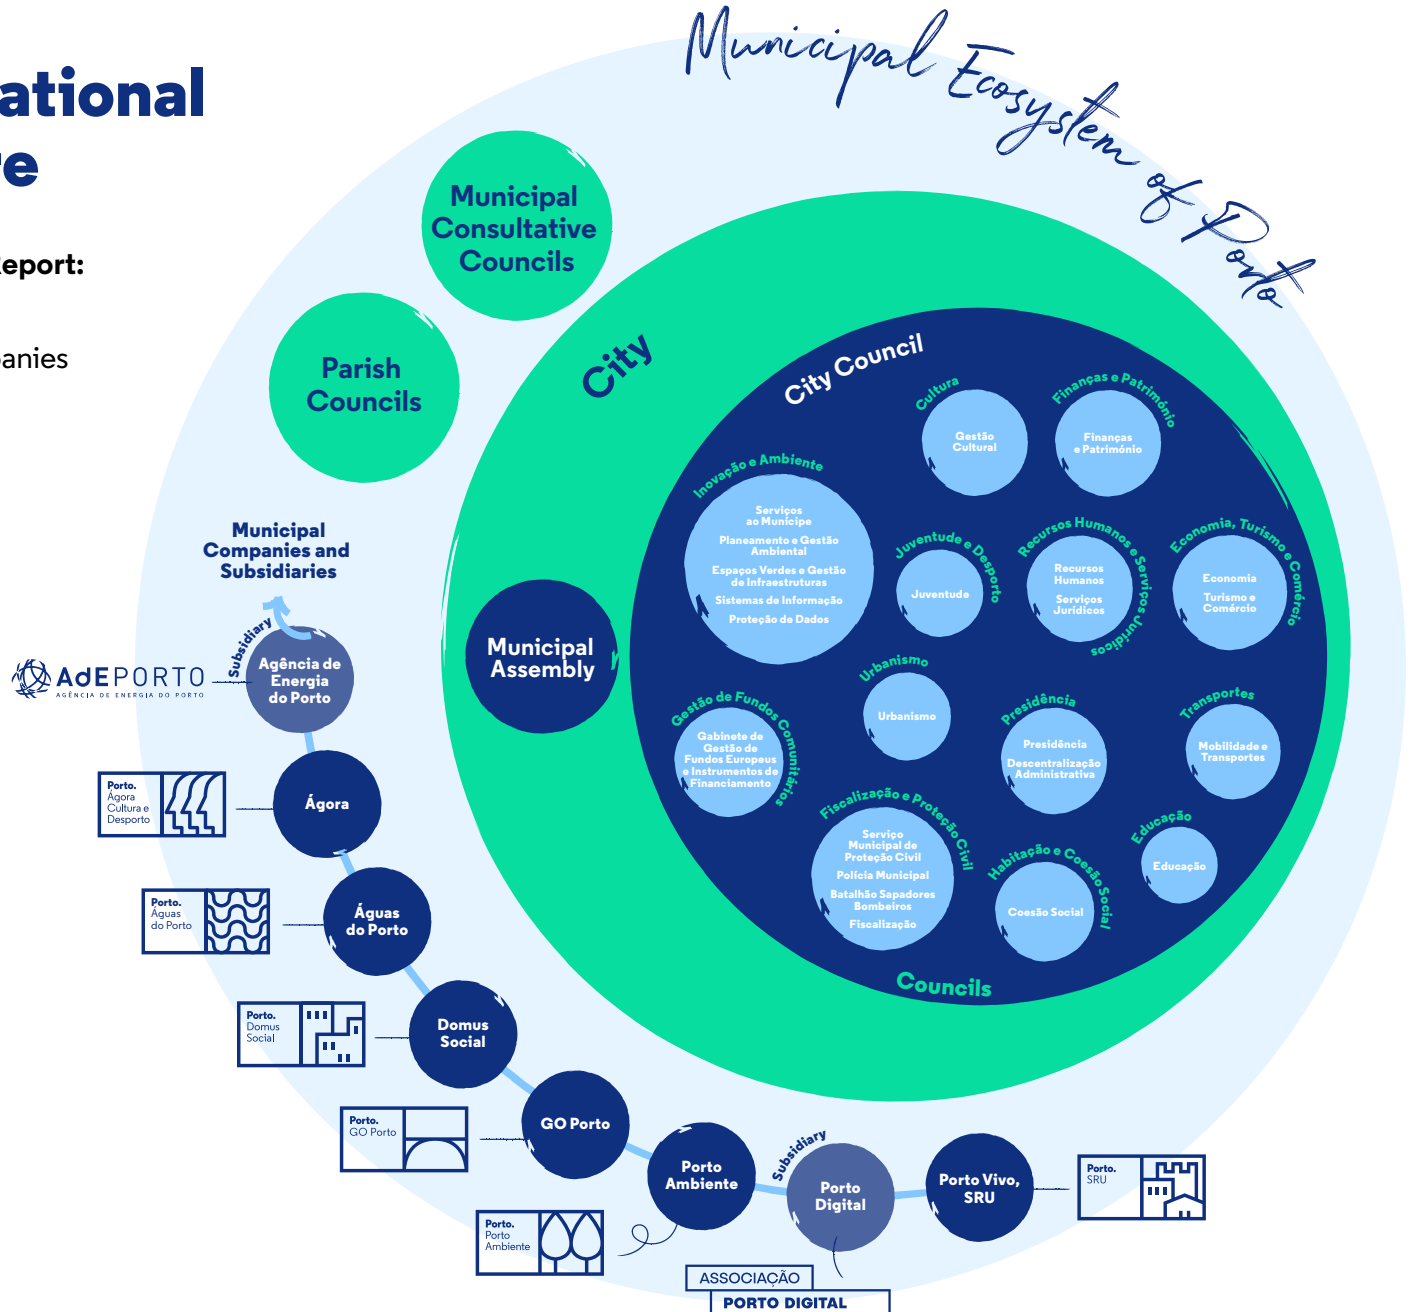 ational
re
Report:
anies
Municipal Ecosystem of Porto
Municipal
Consultative
Councils
Parish
Councils
City
City Council
Cultura
Gestão
Cultural
Finanças e Património
Finanças
e Património
Inovação e Ambiente
Serviços
ao Munícipe
Planeamento e Gestão
Ambiental
Espaços Verdes e Gestão
de Infraestruturas
Sistemas de Informação
Proteção de Dados
Juventude e Desporto
Juventude
Recursos Humanos e Serviços Jurídicos
Recursos
Humanos
Serviços
Jurídicos
Economia, Turismo e Comércio
Economia
Turismo e
Comércio
Municipal
Assembly
Urbanismo
Urbanismo
Gestão de Fundos Comunitários
Gabinete de
Gestão de
Fundos Europeus
e Instrumentos de
Financiamento
Presidência
Presidência
Descentralização
Administrativa
Transportes
Mobilidade e
Transportes
Fiscalização e Proteção Civil
Serviço
Municipal de
Proteção Civil
Polícia Municipal
Batalhão Sapadores
Bombeiros
Fiscalização
Habitação e Coesão Social
Coesão Social
Educação
Educação
Councils
Municipal
Companies and
Subsidiaries
Subsidiary
Agência de
Energia
do Porto
AdEPORTO
AGÊNCIA DE ENERGIA DO PORTO
Ágora
Porto.
Ágora
Cultura e
Desporto
Águas
do Porto
Porto.
Águas
do Porto
Domus
Social
Porto.
Domus
Social
GO Porto
Porto.
GO Porto
Porto
Ambiente
Porto.
Porto
Ambiente
Subsidiary
Porto
Digital
ASSOCIAÇÃO
PORTO DIGITAL
Porto Vivo,
SRU
Porto.
SRU